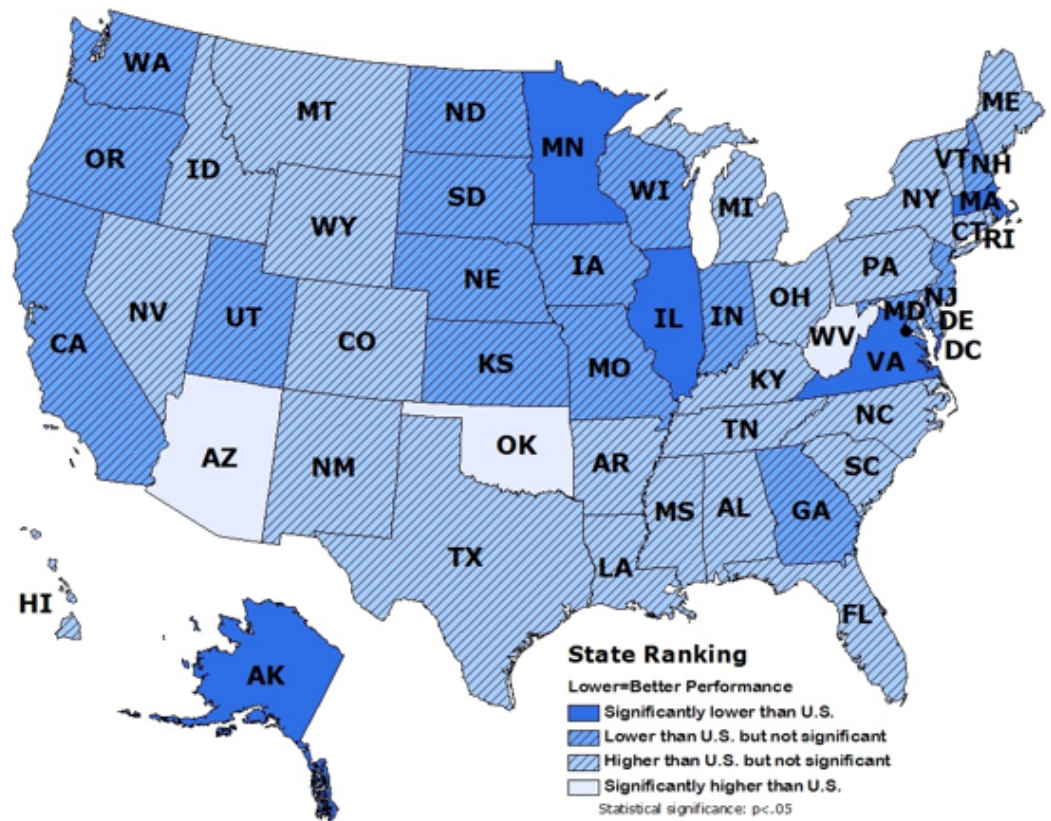 WA
MT
ND
MN
ME
OR
ID
SD
WI
MI
VT
NH
NY
MA
WY
CT
RI
IA
PA
NE
NJ
NV
UT
OH
MD
DE
CA
CO
IL
IN
WV
DC
KS
MO
KY
VA
NC
TN
OK
AZ
NM
AR
SC
MS
AL
GA
TX
LA
HI
FL
AK
State Ranking
Lower=Better Performance
Significantly lower than U.S.
Lower than U.S. but not significant
Higher than U.S. but not significant
Significantly higher than U.S.
Statistical significance: p<.05